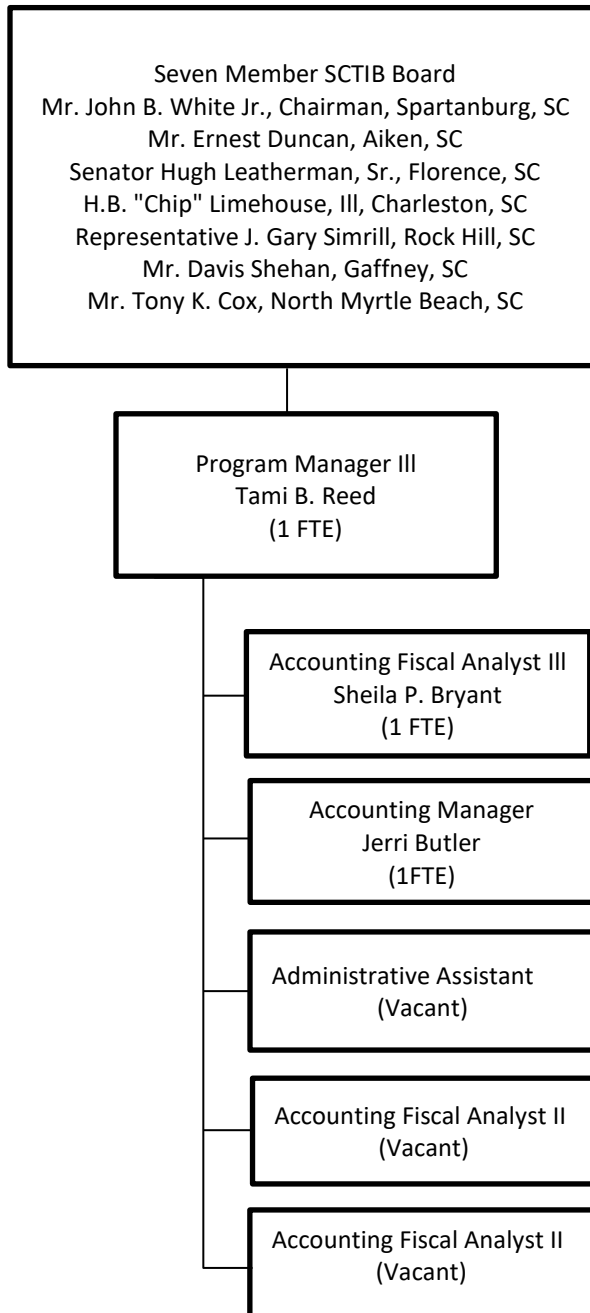 Seven Member SCTIB Board
Mr. John B. White Jr., Chairman, Spartanburg, SC
Mr. Ernest Duncan, Aiken, SC
Senator Hugh Leatherman, Sr., Florence, SC
H.B. "Chip" Limehouse, Ill, Charleston, SC
Representative J. Gary Simrill, Rock Hill, SC
Mr. Davis Shehan, Gaffney, SC
Mr. Tony K. Cox, North Myrtle Beach, SC
Program Manager Ill
Tami B. Reed
(1 FTE)
Accounting Fiscal Analyst Ill
Sheila P. Bryant
(1 FTE)
Accounting Manager
Jerri Butler
(1FTE)
Administrative Assistant
(Vacant)
Accounting Fiscal Analyst II
(Vacant)
Accounting Fiscal Analyst II
(Vacant)